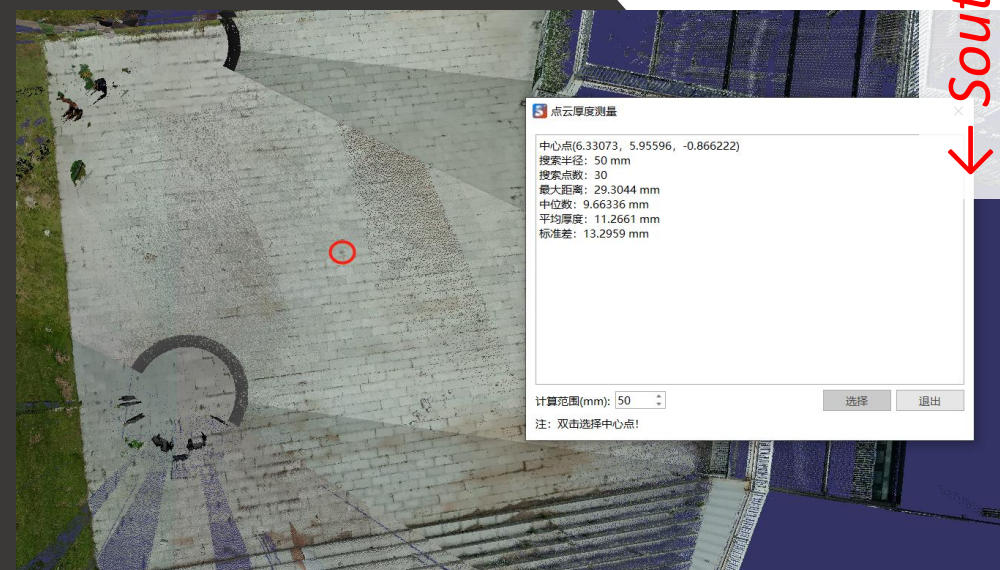 点云厚度测量
中心点(6.33073, 5.95596, -0.866222)
搜索半径: 50 mm
搜索点数: 30
最大距离: 29.3044 mm
中位数: 9.66336 mm
平均厚度: 11.2661 mm
标准差: 13.2959 mm
计算范围(mm): 50
选择
退出
注: 双击选择中心点!